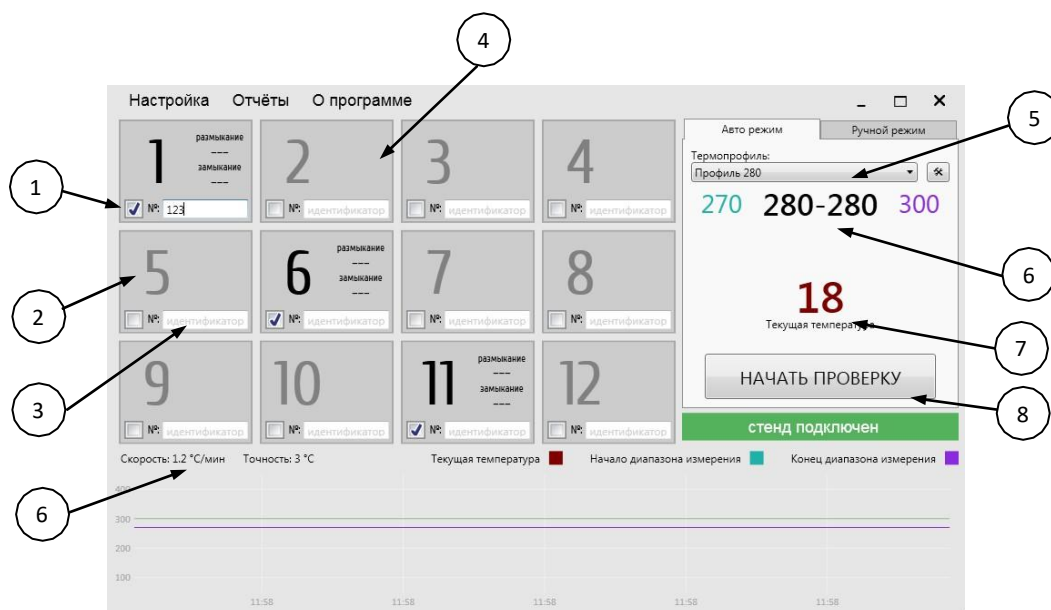 4
Настройка Отчёты О программе
5
1 размыкание
---
замыкание
---
Nº: 123
2
Nº: идентификатор
3
Nº: идентификатор
4
Nº: идентификатор
Авто режим Ручной режим
Термопрофиль:
Профиль 280
270 280-280 300
1
5
Nº: идентификатор
6 размыкание
---
замыкание
---
Nº: идентификатор
7
Nº: идентификатор
8
Nº: идентификатор
6
2
18
Текущая температура
7
9
Nº: идентификатор
10
Nº: идентификатор
11 размыкание
---
замыкание
---
Nº: идентификатор
12
Nº: идентификатор
НАЧАТЬ ПРОВЕРКУ
3
8
стенд подключен
Скорость: 1.2 °C/мин Точность: 3 °C Текущая температура Начало диапазона измерения Конец диапазона измерения
6
400
300
200
100
11:58 11:58 11:58 11:58 11:58